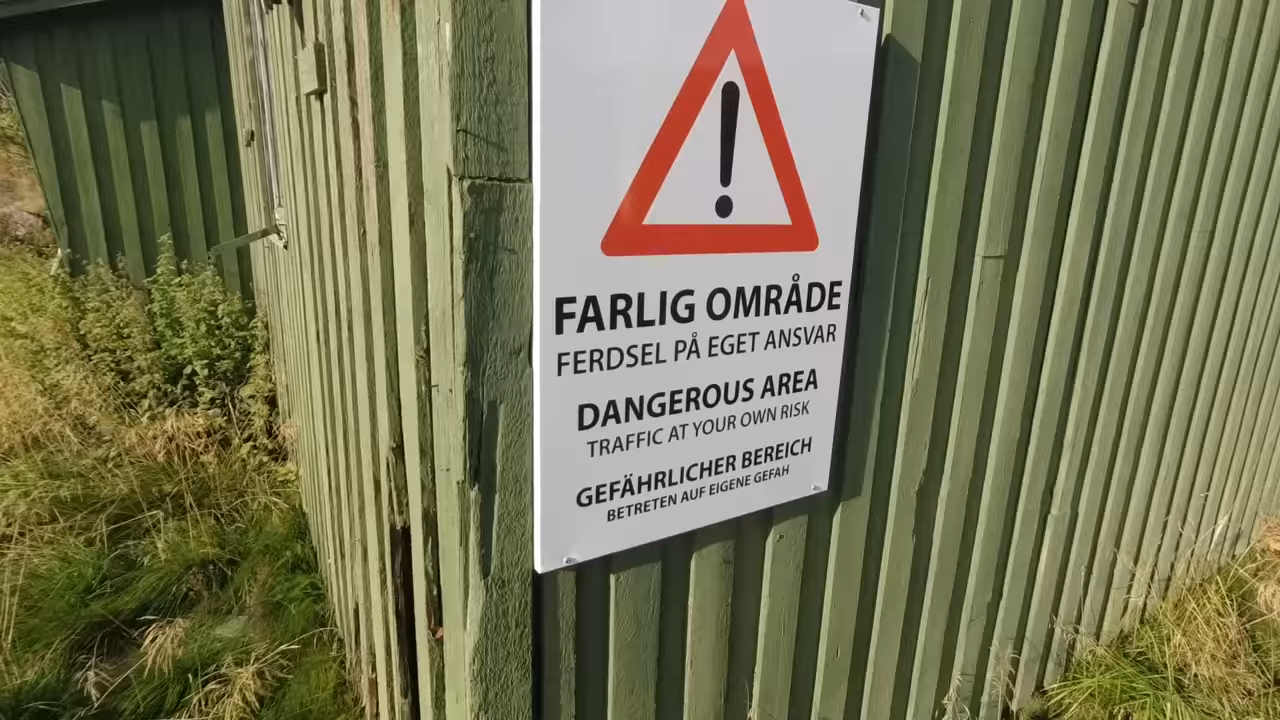 FARLIG OMRÅDE
FERDSEL PÅ EGET ANSVAR
DANGEROUS AREA
TRAFFIC AT YOUR OWN RISK
GEFÄHRLICHER BEREICH
BETRETEN AUF EIGENE GEFAH